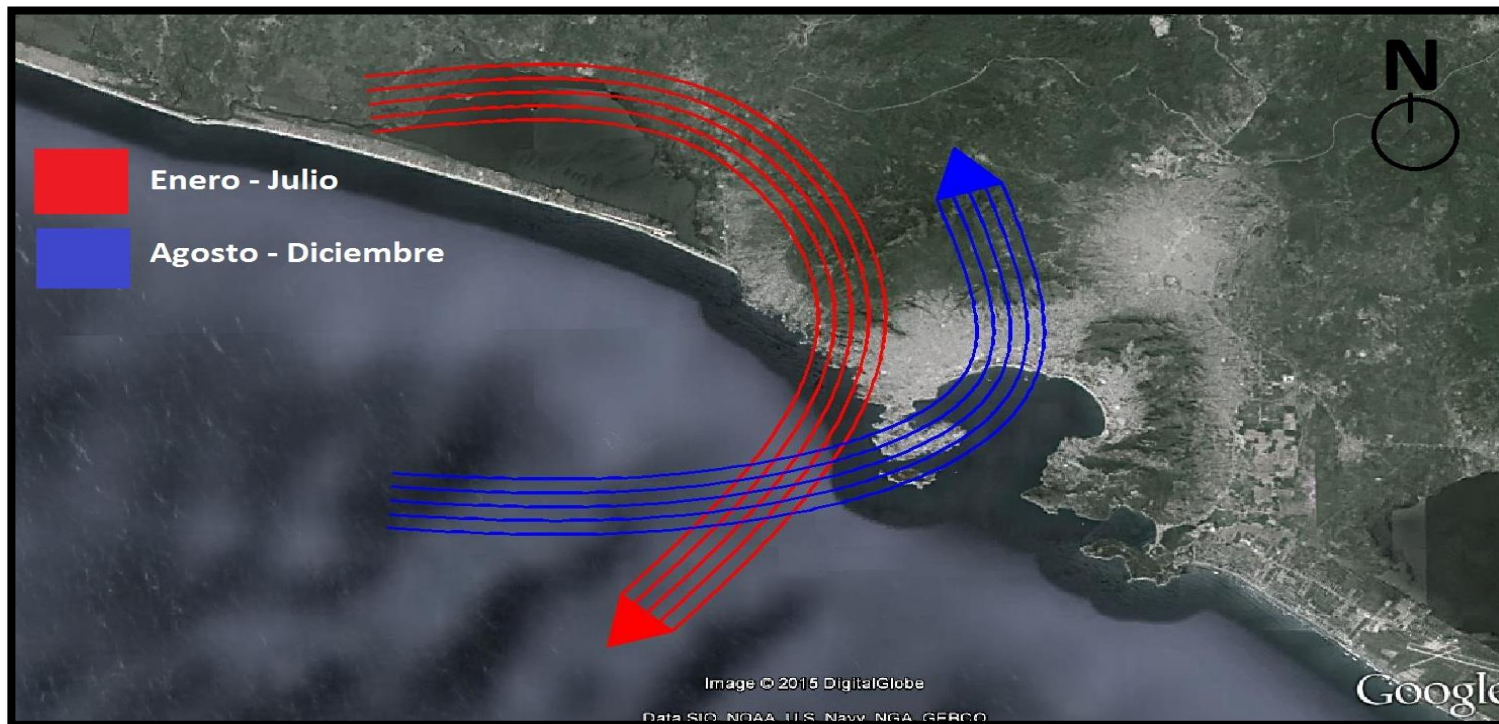 N
Enero - Julio
Agosto - Diciembre
Image © 2015 DigitalGlobe
Google
Data SIO, NOAA, U.S. Navy, NGA, GEBCO